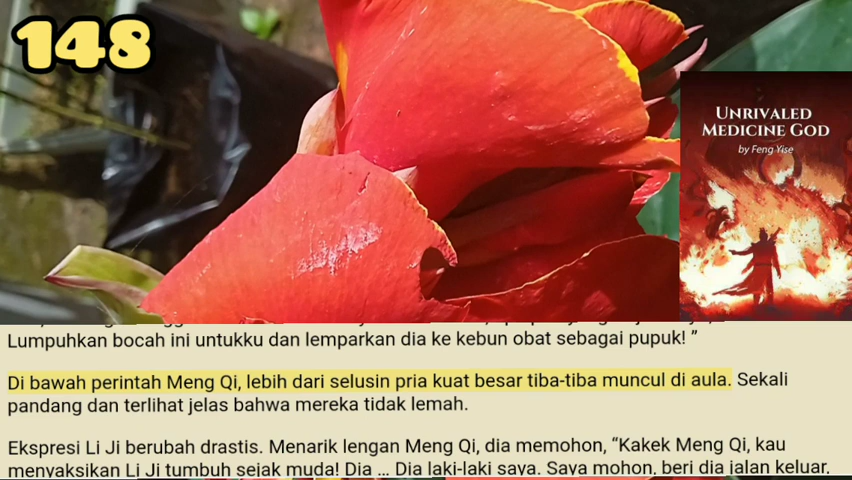 148
UNRIVALED
MEDICINE GOD
by Feng Yise
Lumpuhkan bocah ini untukku dan lemparkan dia ke kebun obat sebagai pupuk! ”
Di bawah perintah Meng Qi, lebih dari selusin pria kuat besar tiba-tiba muncul di aula. Sekali
pandang dan terlihat jelas bahwa mereka tidak lemah.
Ekspresi Li Ji berubah drastis. Menarik lengan Meng Qi, dia memohon, “Kakek Meng Qi, kau
menyaksikan Li Ji tumbuh sejak muda! Dia ... Dia laki-laki saya. Saya mohon, beri dia jalan keluar.